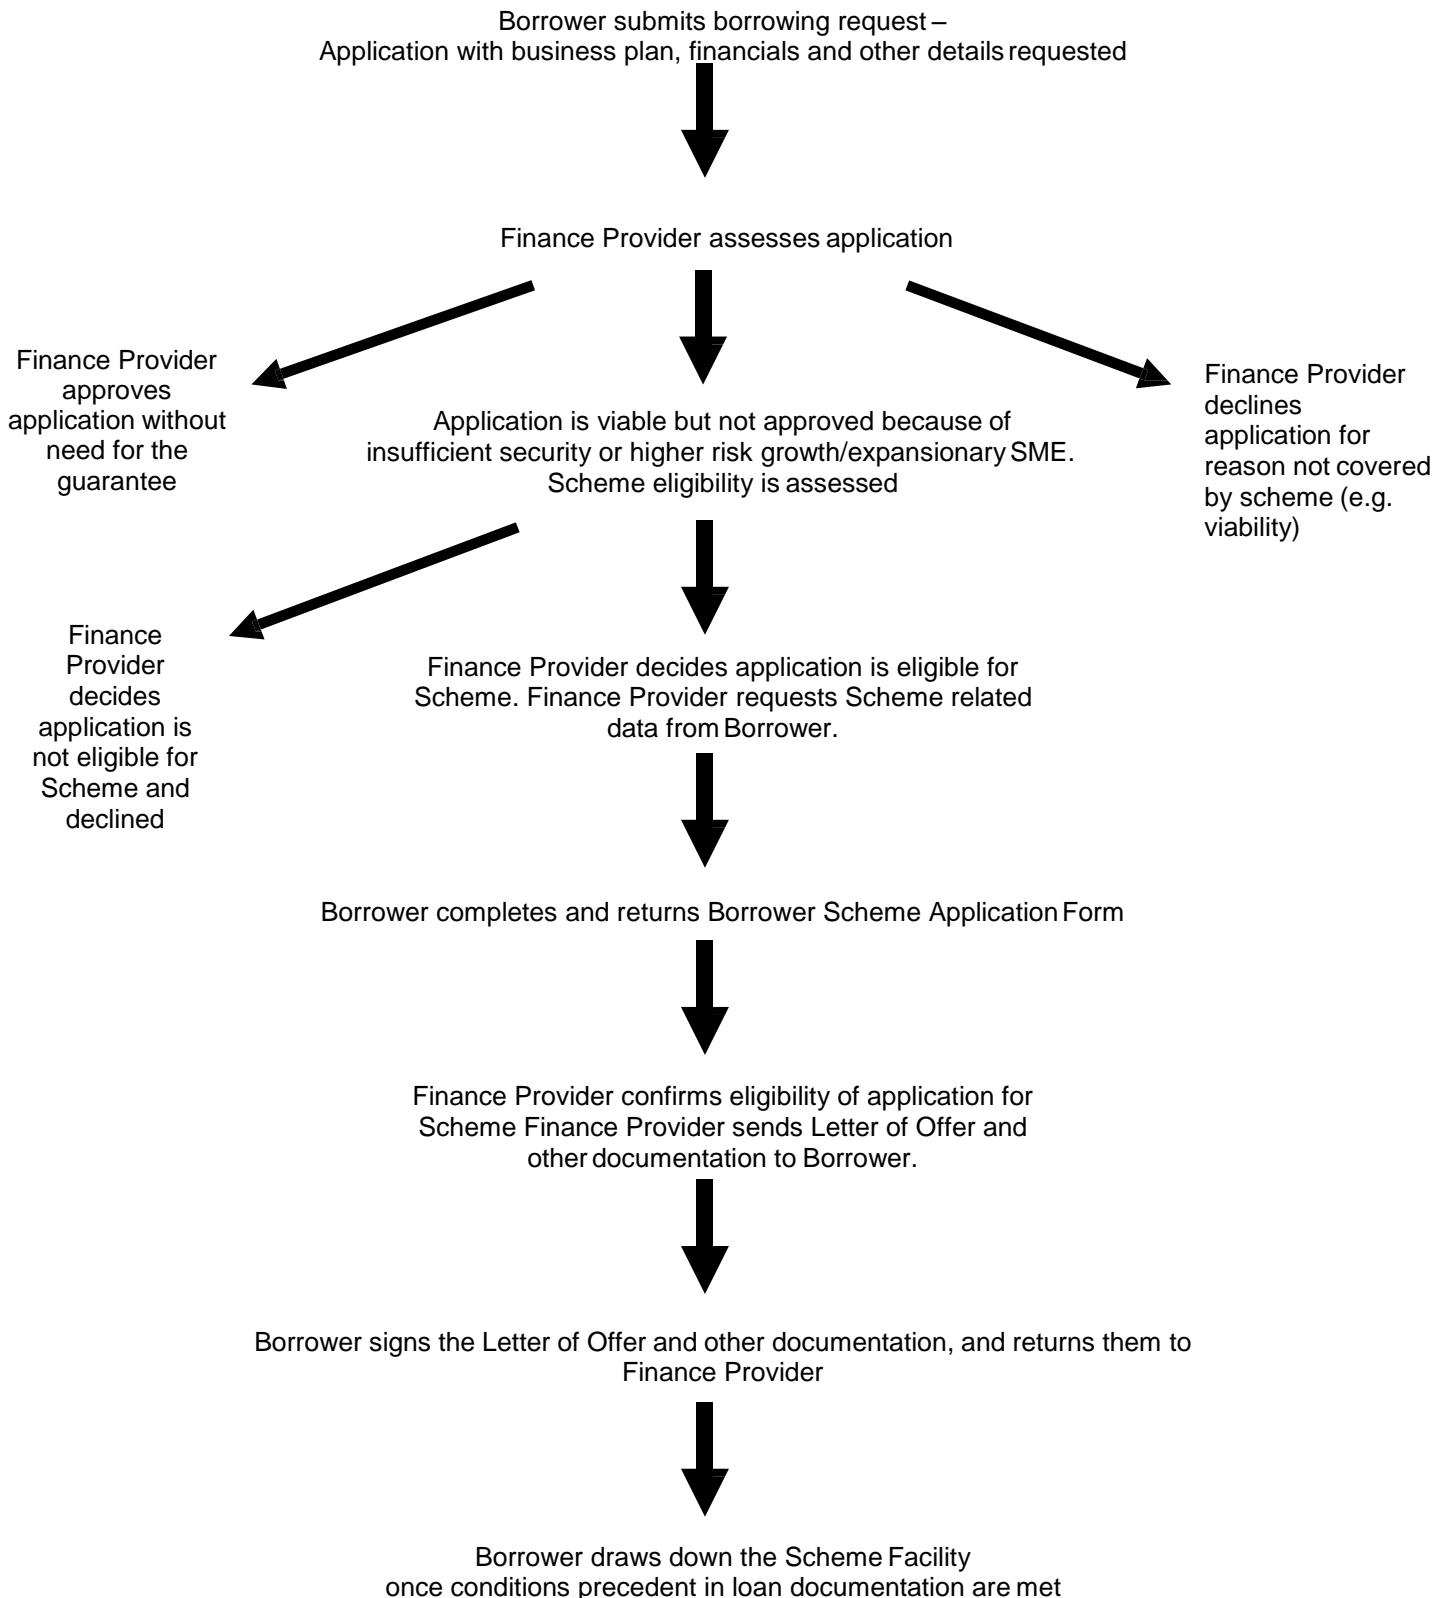 Borrower submits borrowing request –
Application with business plan, financials and other details requested
Finance Provider assesses application
Finance Provider
approves
application without
need for the
guarantee
Application is viable but not approved because of
insufficient security or higher risk growth/expansionary SME.
Scheme eligibility is assessed
Finance Provider
declines
application for
reason not covered
by scheme (e.g.
viability)
Finance
Provider
decides
application is
not eligible for
Scheme and
declined
Finance Provider decides application is eligible for
Scheme. Finance Provider requests Scheme related
data from Borrower.
Borrower completes and returns Borrower Scheme Application Form
Finance Provider confirms eligibility of application for
Scheme Finance Provider sends Letter of Offer and
other documentation to Borrower.
Borrower signs the Letter of Offer and other documentation, and returns them to
Finance Provider
Borrower draws down the Scheme Facility
once conditions precedent in loan documentation are met